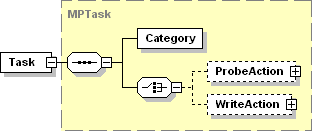 MPTask
Category
Task
ProbeAction
WriteAction